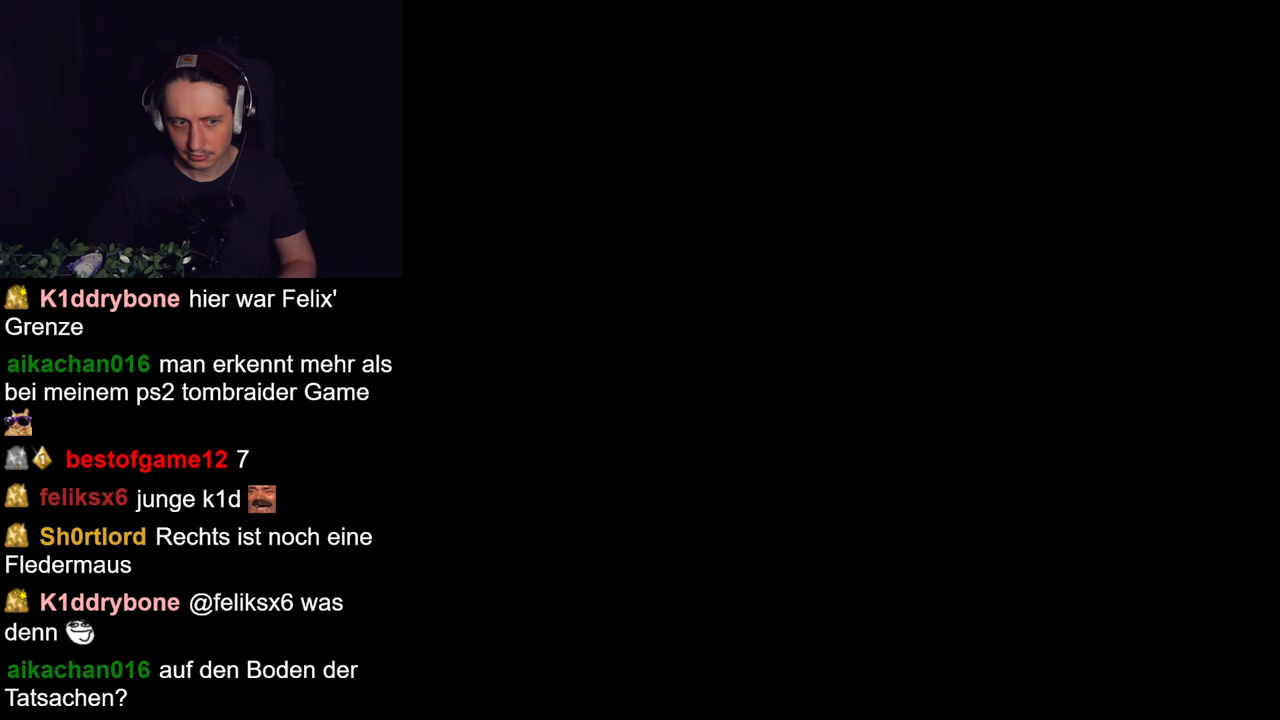 K1ddrybone hier war Felix'
Grenze
aikachan016 man erkennt mehr als
bei meinem ps2 tombraider Game
bestofgame12 7
feliksx6 junge k1d
Sh0rtlord Rechts ist noch eine
Fledermaus
K1ddrybone @feliksx6 was
denn
aikachan016 auf den Boden der
Tatsachen?